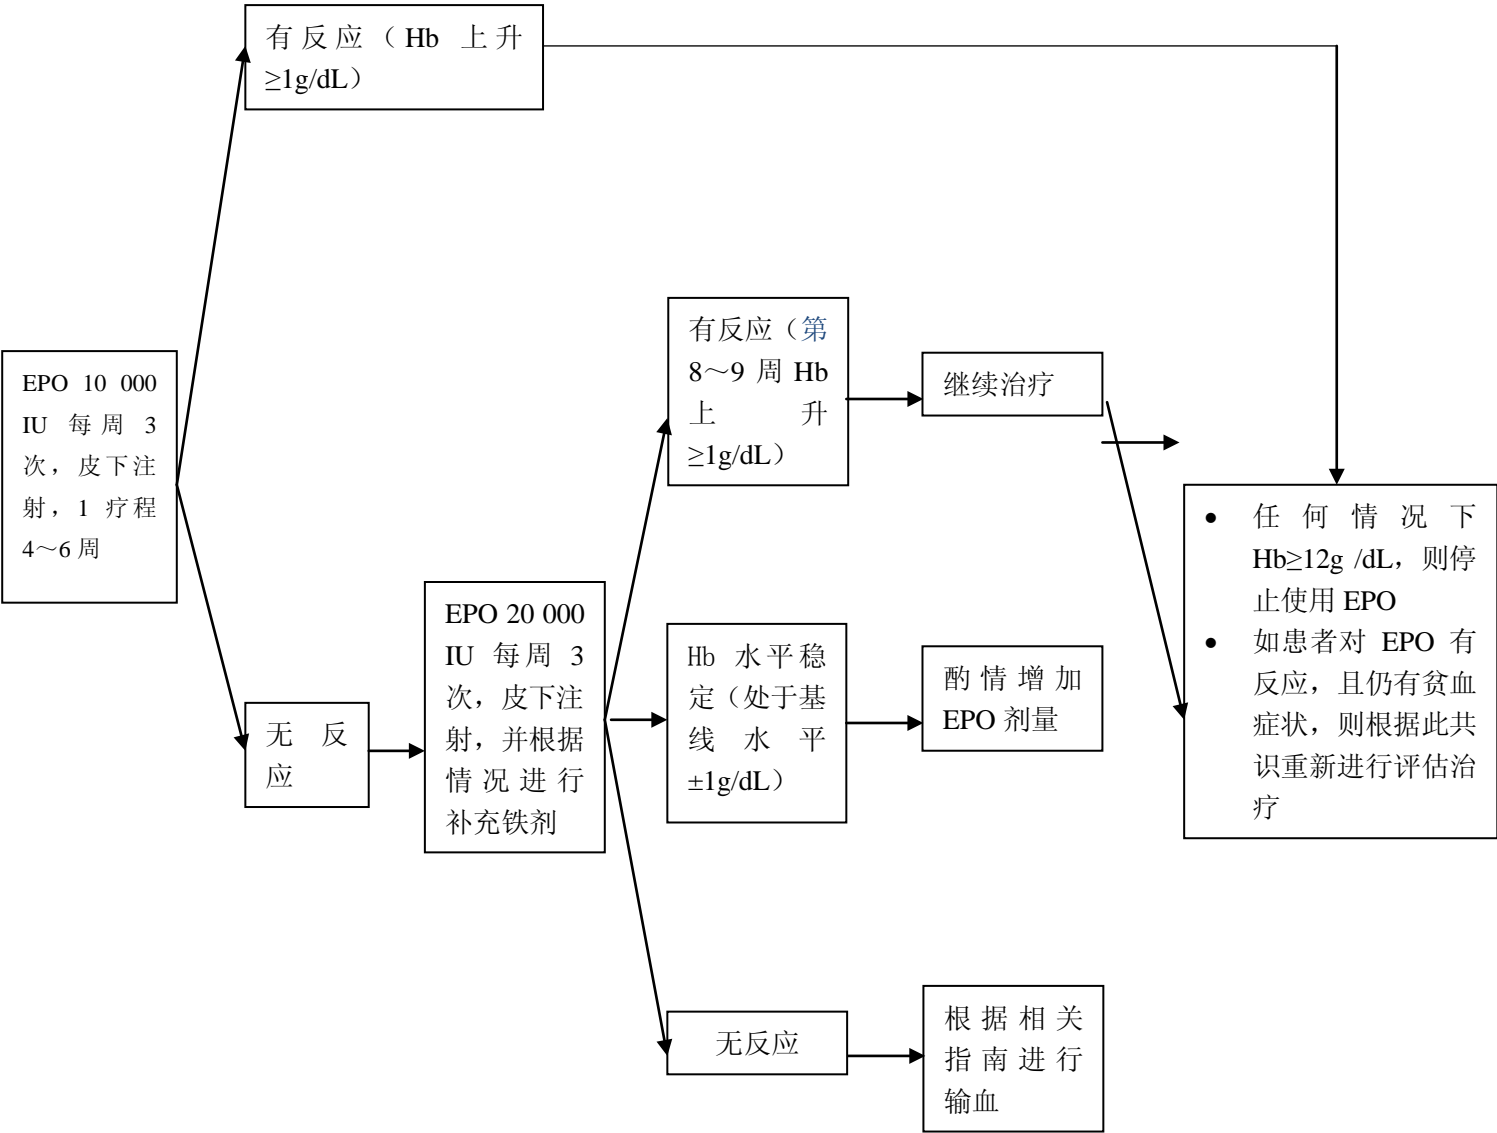 有反应（Hb 上升
≥1g/dL）
EPO 10 000
IU 每周 3
次，皮下注
射，1 疗程
4～6 周
无反
应
EPO 20 000
IU 每周 3
次，皮下注
射，并根据
情况进行
补充铁剂
有反应（第
8～9 周 Hb
上升
≥1g/dL）
继续治疗
Hb 水平稳
定（处于基
线水平
±1g/dL）
酌情增加
EPO 剂量
无反应
根据相关
指南进行
输血
• 任何情况下
Hb≥12g /dL，则停
止使用 EPO
• 如患者对 EPO 有
反应，且仍有贫血
症状，则根据此共
识重新进行评估治
疗